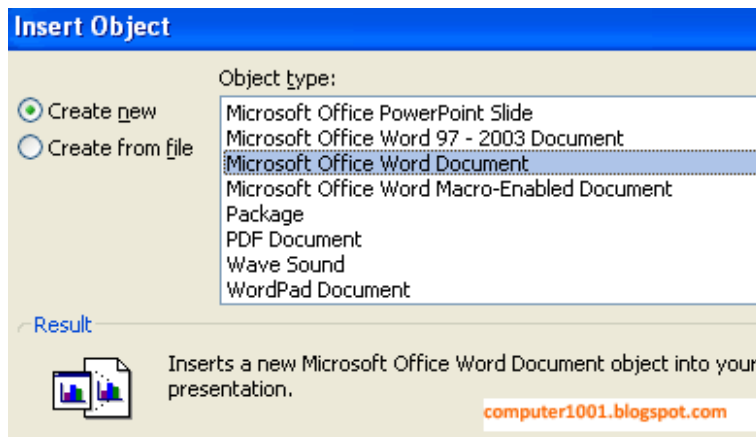 Insert Object
Object type:
Create new
Create from file
Microsoft Office PowerPoint Slide
Microsoft Office Word 97 - 2003 Document
Microsoft Office Word Document
Microsoft Office Word Macro-Enabled Document
Package
PDF Document
Wave Sound
WordPad Document
Result
Inserts a new Microsoft Office Word Document object into your
presentation.
computer1001.blogspot.com